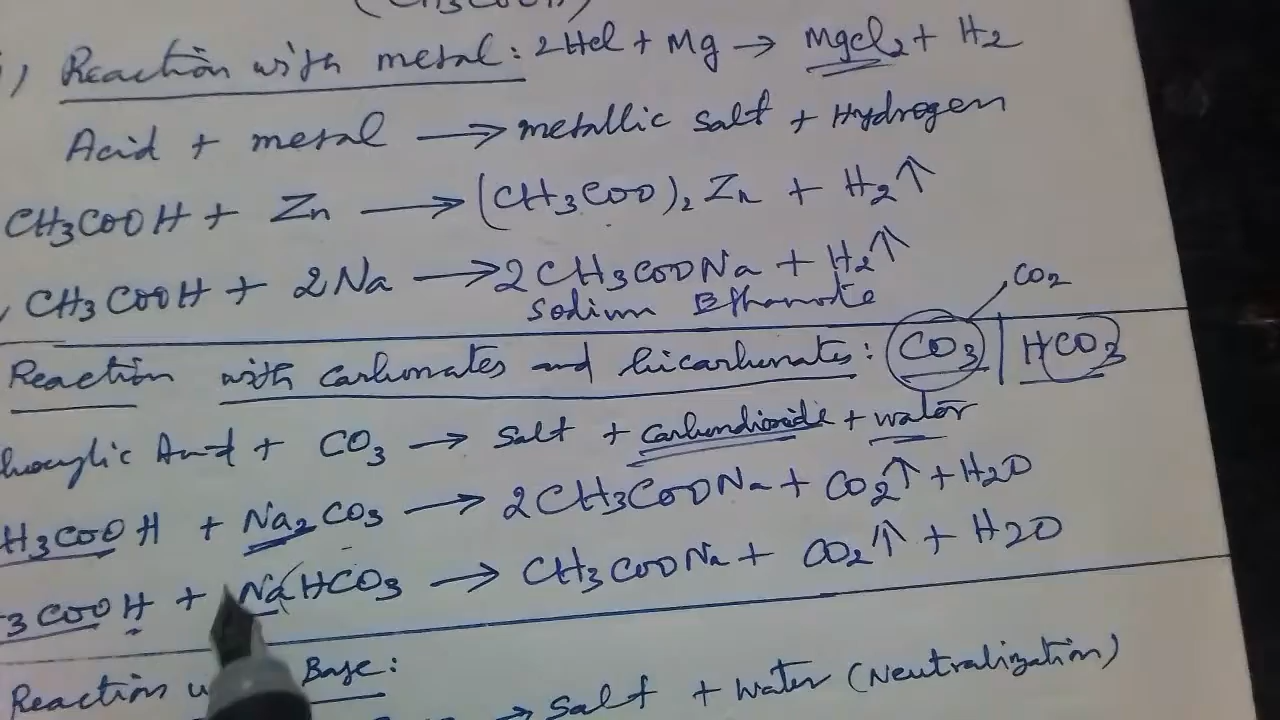 (CH3COOH)
, Reaction with metal: 2Hcl + Mg → Mgcl2 + H2
Acid + metal → metallic salt + Hydrogen
CH3COOH + Zn → (CH3COO)2 Zn + H2↑
CH3COOH + 2Na → 2CH3COONa + H2↑
Sodium Ethanote
CO2
Reaction with carbonates and bicarbonates: CO3 | HCO3
Acid + CO3 → Salt + carbondioxide + water
H3COOH + Na2CO3 → 2CH3COONa + CO2↑ + H2O
3COOH + NaHCO3 → CH3COONa + CO2↑ + H2O
Reaction Base:
→ Salt + Water (Neutralization)